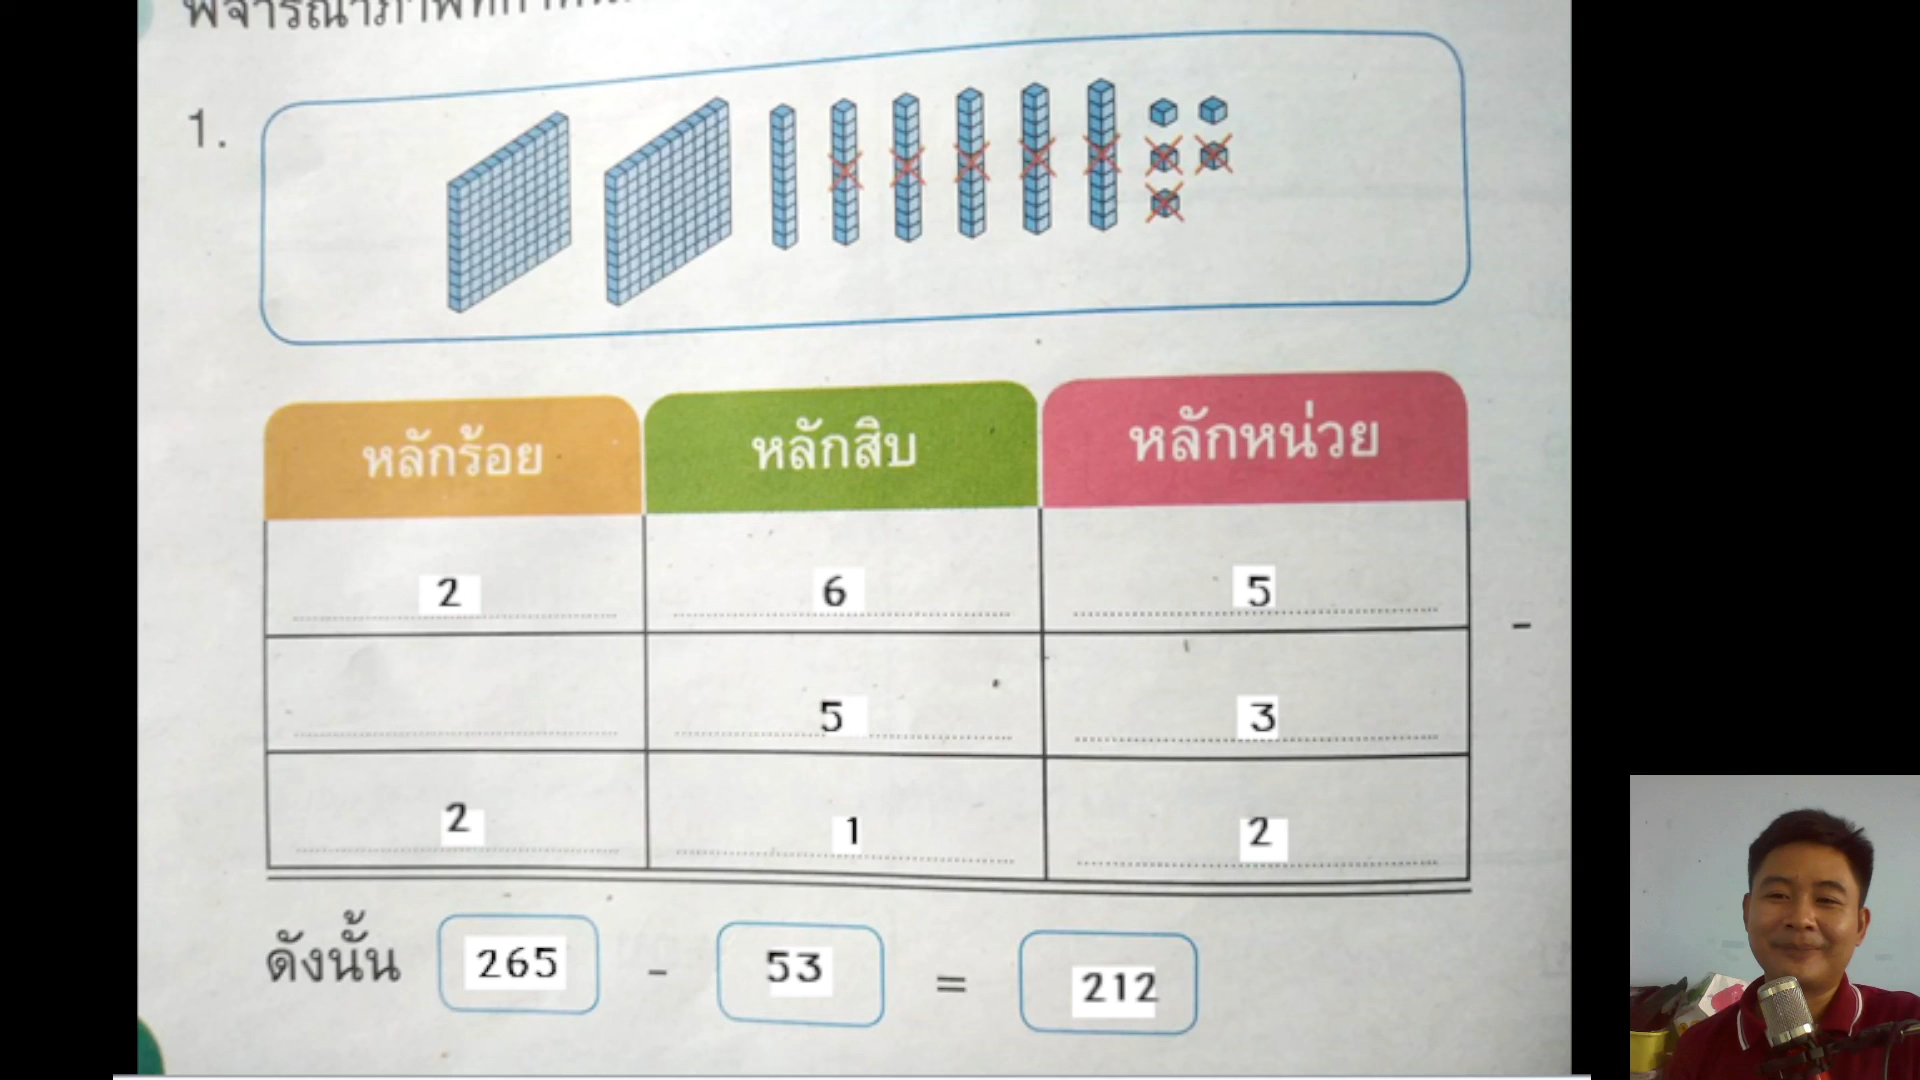 1.
หลักร้อย หลักสิบ หลักหน่วย
2 6 5
-
5 3
2 1 2
ดังนั้น 265 - 53 = 212